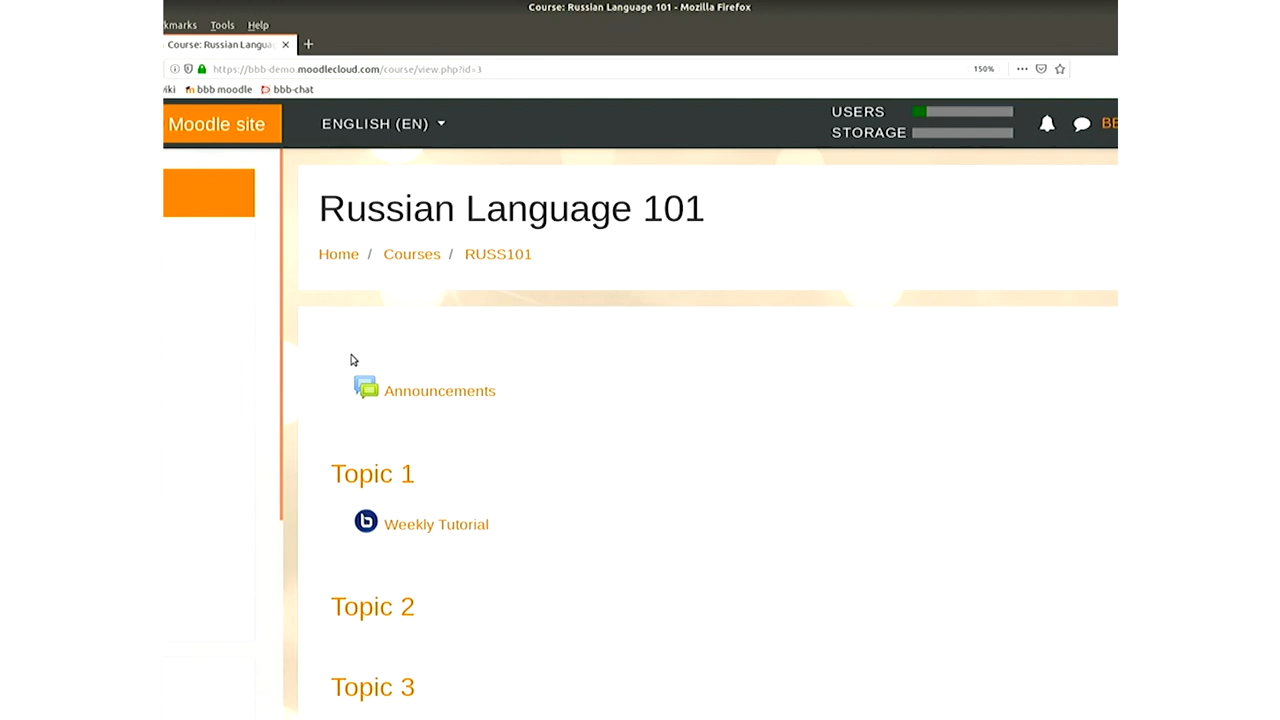 Course: Russian Language 101 - Mozilla Firefox
kmarks Tools Help
Course: Russian Langua
https://bbb-demo.moodlecloud.com/course/view.php?id=3 150%
bbb moodle bbb-chat
Moodle site ENGLISH (EN) USERS
STORAGE
Russian Language 101
Home / Courses / RUSS101
Announcements
Topic 1
Weekly Tutorial
Topic 2
Topic 3